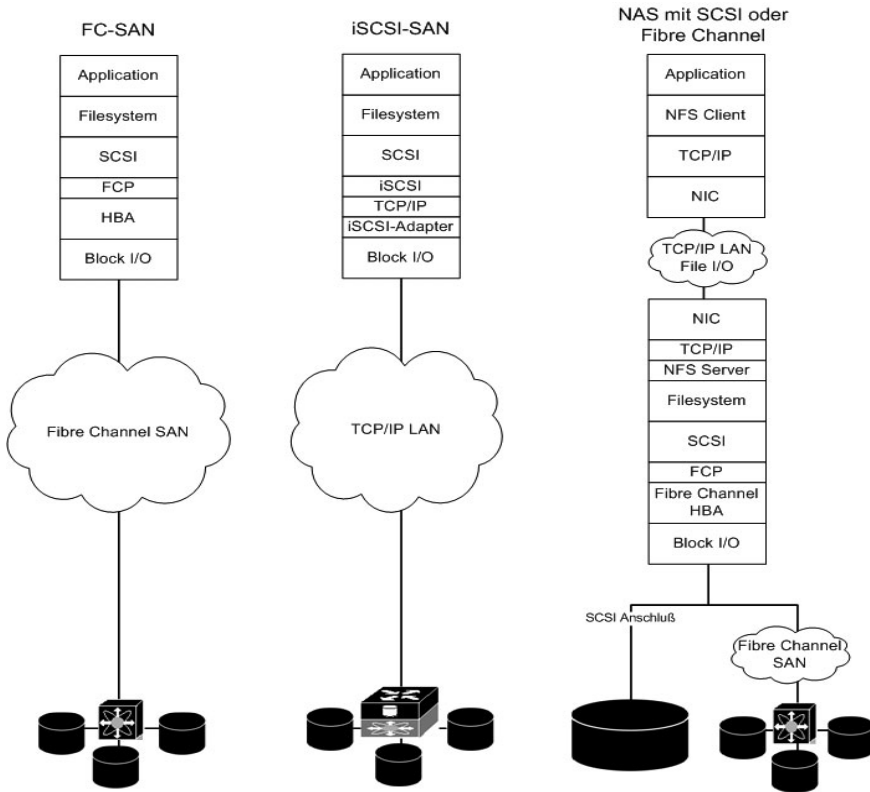 FC-SAN
Application
Filesystem
SCSI
FCP
HBA
Block I/O
Fibre Channel SAN
iSCSI-SAN
Application
Filesystem
SCSI
iSCSI
TCP/IP
iSCSI-Adapter
Block I/O
TCP/IP LAN
NAS mit SCSI oder
Fibre Channel
Application
NFS Client
TCP/IP
NIC
TCP/IP LAN
File I/O
NIC
TCP/IP
NFS Server
Filesystem
SCSI
FCP
Fibre Channel
HBA
Block I/O
SCSI Anschluß
Fibre Channel
SAN